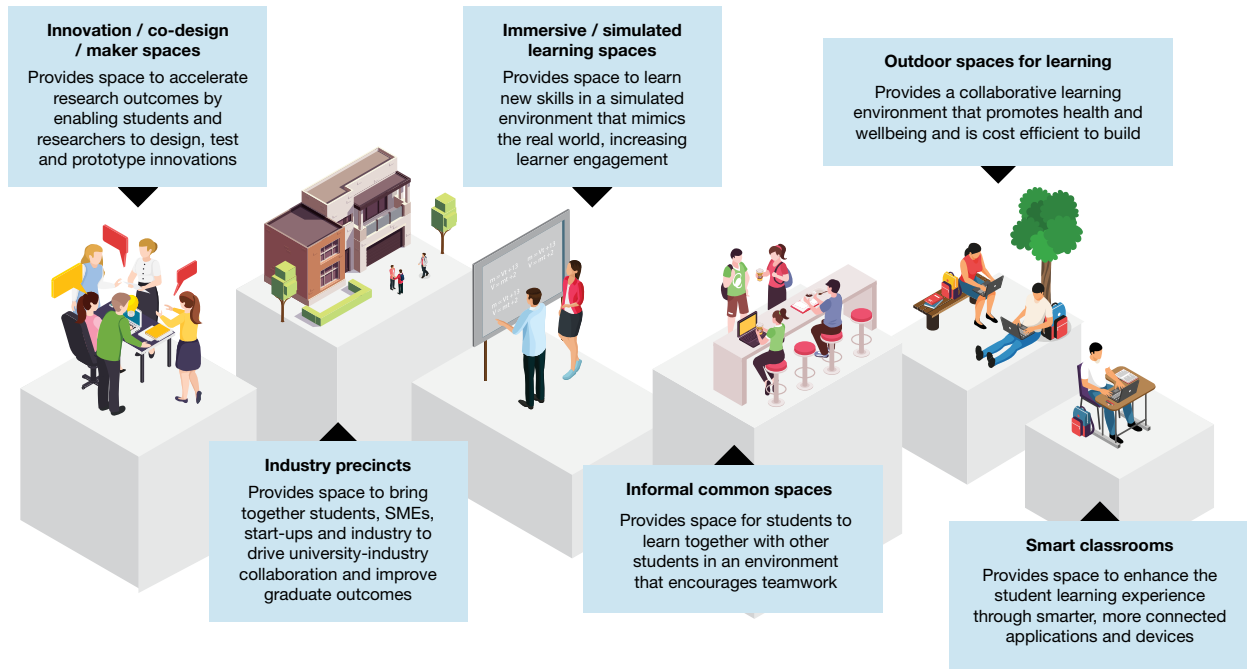 Innovation / co-design
/ maker spaces
Provides space to accelerate
research outcomes by
enabling students and
researchers to design, test
and prototype innovations
Immersive / simulated
learning spaces
Provides space to learn
new skills in a simulated
environment that mimics
the real world, increasing
learner engagement
Outdoor spaces for learning
Provides a collaborative learning
environment that promotes health and
wellbeing and is cost efficient to build
Industry precincts
Provides space to bring
together students, SMEs,
start-ups and industry to
drive university-industry
collaboration and improve
graduate outcomes
Informal common spaces
Provides space for students to
learn together with other
students in an environment
that encourages teamwork
Smart classrooms
Provides space to enhance the
student learning experience
through smarter, more connected
applications and devices